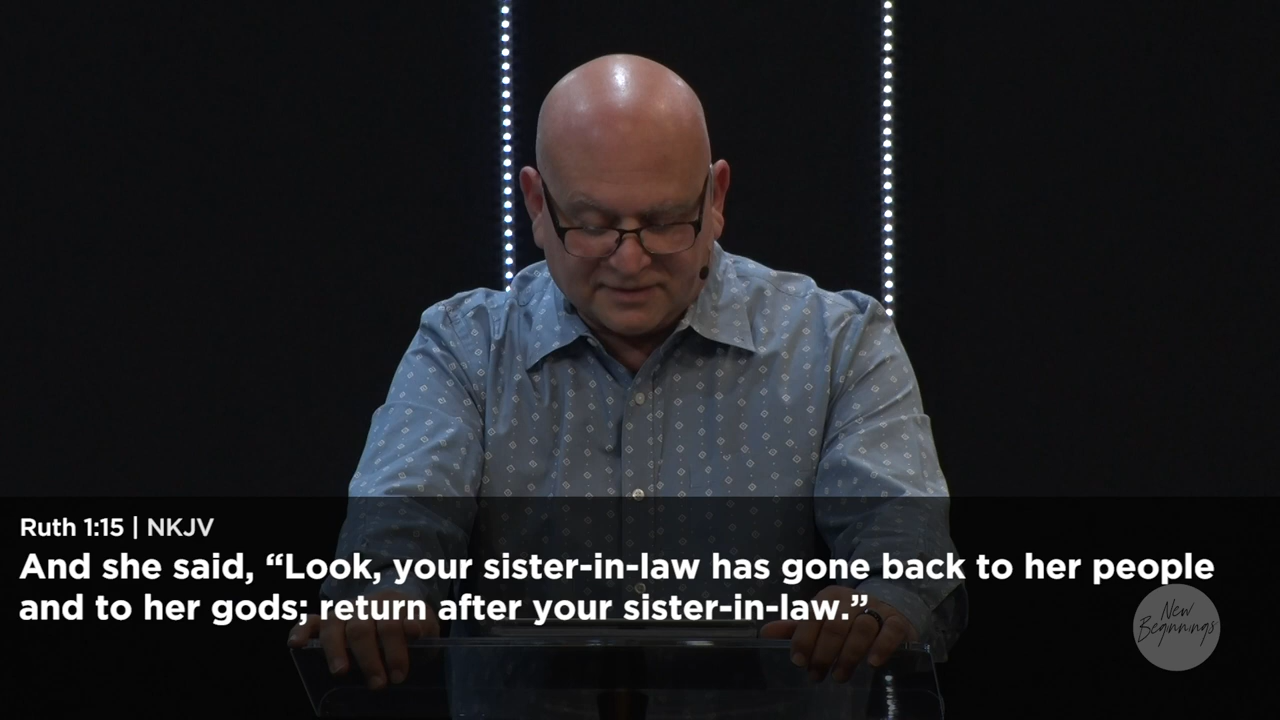 Ruth 1:15 | NKJV
And she said, “Look, your sister-in-law has gone back to her people
and to her gods; return after your sister-in-law.”
New
Beginnings